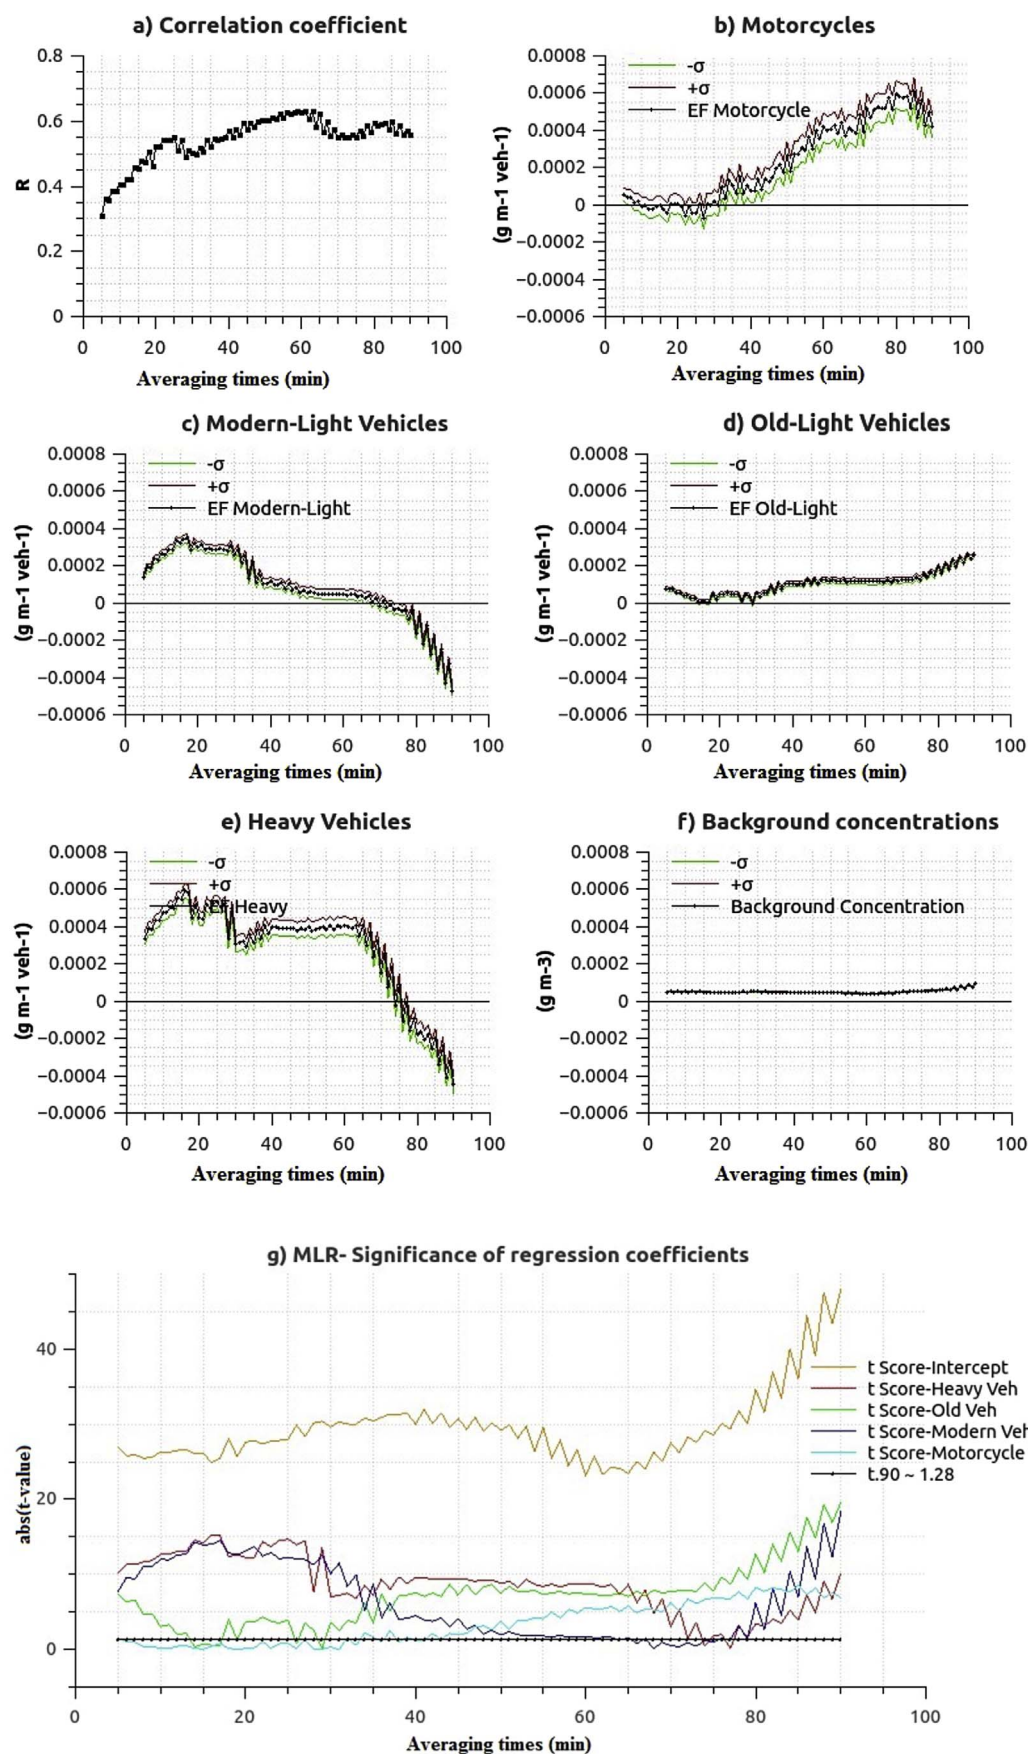 a) Correlation coefficient
0.8
0.6
0.4
0.2
0
R
0 20 40 60 80 100
Averaging times (min)
b) Motorcycles
0.0008
0.0006
0.0004
0.0002
0
−0.0002
−0.0004
−0.0006
(g m-1 veh-1)
-σ
+σ
EF Motorcycle
0 20 40 60 80 100
Averaging times (min)
c) Modern-Light Vehicles
0.0008
0.0006
0.0004
0.0002
0
−0.0002
−0.0004
−0.0006
(g m-1 veh-1)
-σ
+σ
EF Modern-Light
0 20 40 60 80 100
Averaging times (min)
d) Old-Light Vehicles
0.0008
0.0006
0.0004
0.0002
0
−0.0002
−0.0004
−0.0006
(g m-1 veh-1)
-σ
+σ
EF Old-Light
0 20 40 60 80 100
Averaging times (min)
e) Heavy Vehicles
0.0008
0.0006
0.0004
0.0002
0
−0.0002
−0.0004
−0.0006
(g m-1 veh-1)
-σ
+σ
EF Heavy
0 20 40 60 80 100
Averaging times (min)
f) Background concentrations
0.0008
0.0006
0.0004
0.0002
0
−0.0002
−0.0004
−0.0006
(g m-3)
-σ
+σ
Background Concentration
0 20 40 60 80 100
Averaging times (min)
g) MLR- Significance of regression coefficients
40
20
0
abs(t-value)
t Score-Intercept
t Score-Heavy Veh
t Score-Old Veh
t Score-Modern Veh
t Score-Motorcycle
t.90 ~ 1.28
0 20 40 60 80 100
Averaging times (min)